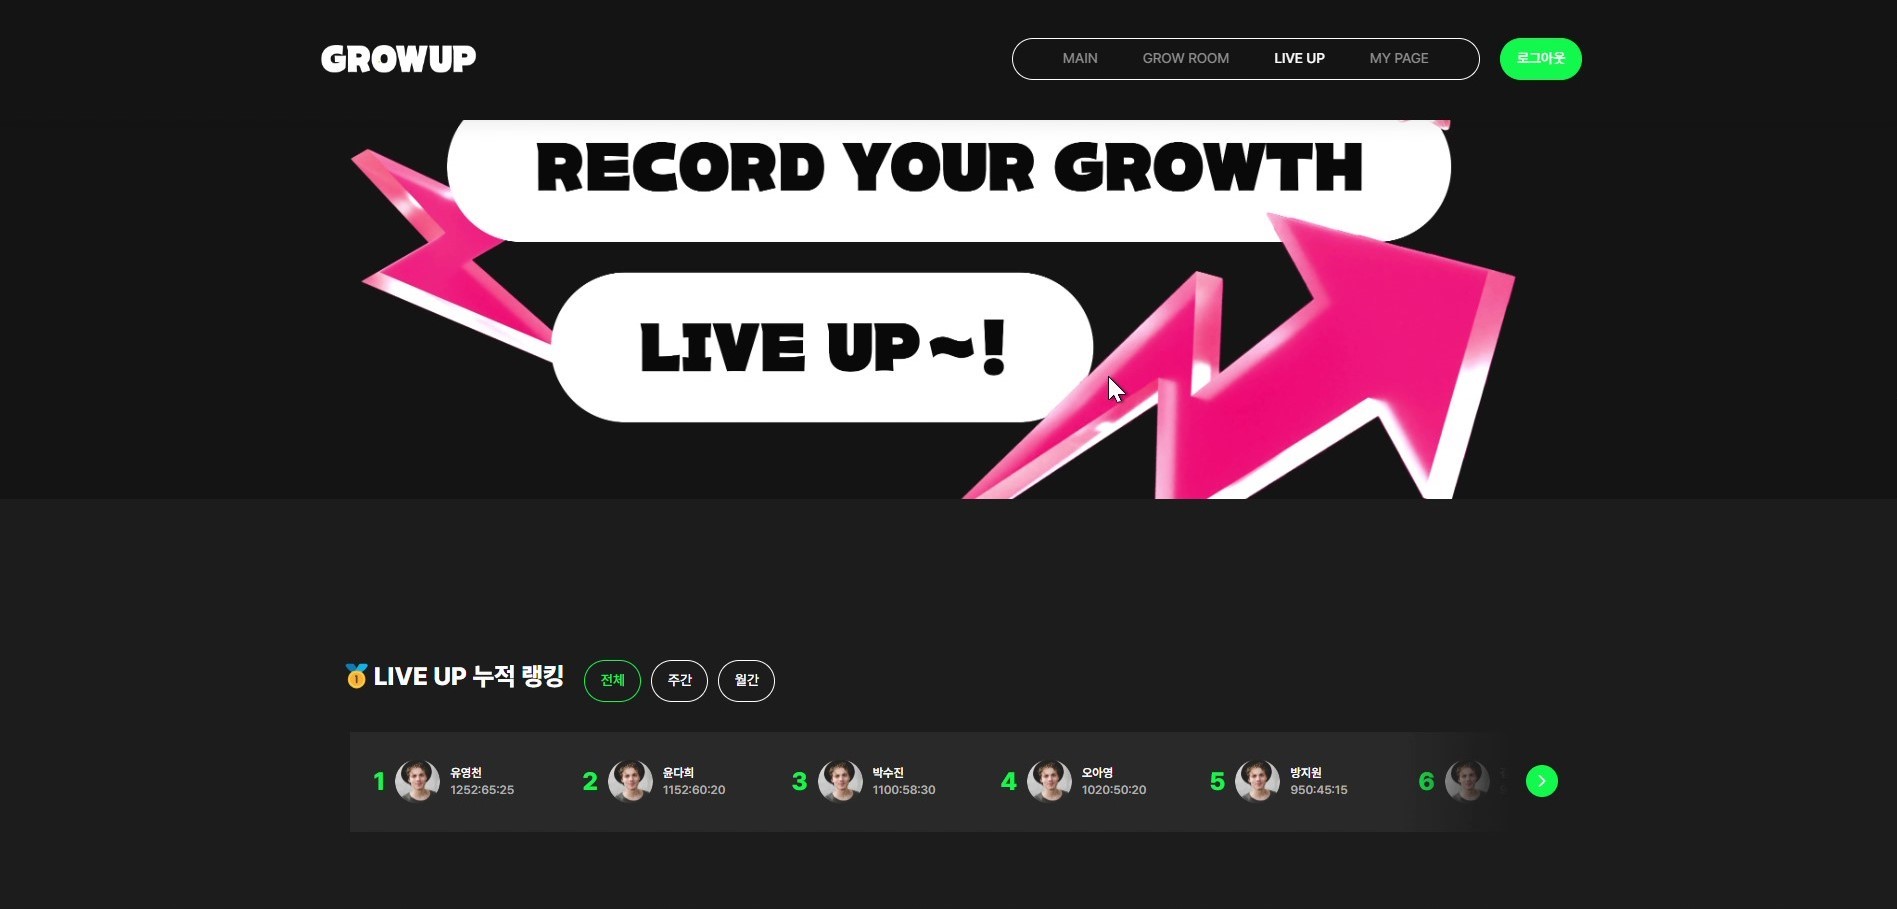 GROWUP
MAIN GROW ROOM LIVE UP MY PAGE 로그아웃
RECORD YOUR GROWTH
LIVE UP~!
LIVE UP 누적 랭킹 전체 주간 월간
1 유영천 1252:65:25
2 윤다희 1152:60:20
3 박수진 1100:58:30
4 오아영 1020:50:20
5 방지원 950:45:15
6